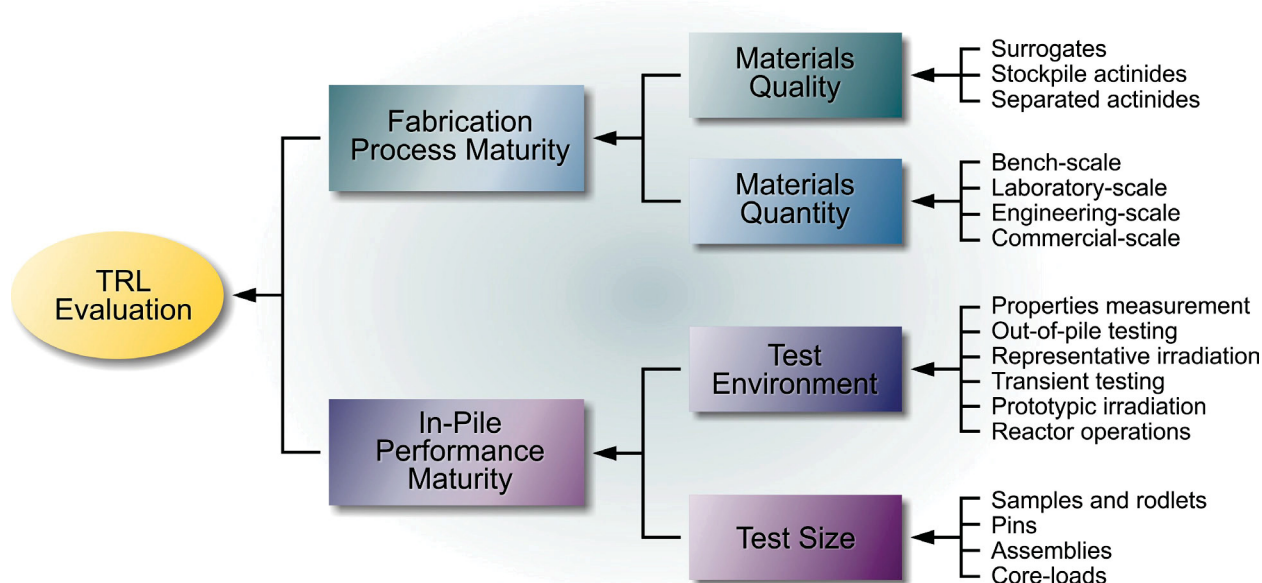 TRL
Evaluation
Fabrication
Process Maturity
In-Pile
Performance
Maturity
Materials
Quality
Materials
Quantity
Test
Environment
Test Size
Surrogates
Stockpile actinides
Separated actinides
Bench-scale
Laboratory-scale
Engineering-scale
Commercial-scale
Properties measurement
Out-of-pile testing
Representative irradiation
Transient testing
Prototypic irradiation
Reactor operations
Samples and rodlets
Pins
Assemblies
Core-loads